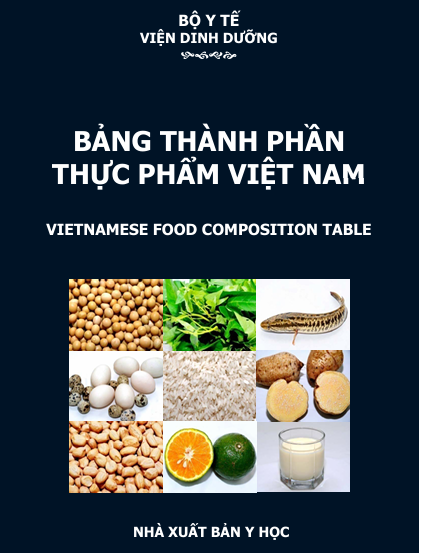 BỘ Y TẾ
VIỆN DINH DƯỠNG
BẢNG THÀNH PHẦN
THỰC PHẨM VIỆT NAM
VIETNAMESE FOOD COMPOSITION TABLE
NHÀ XUẤT BẢN Y HỌC